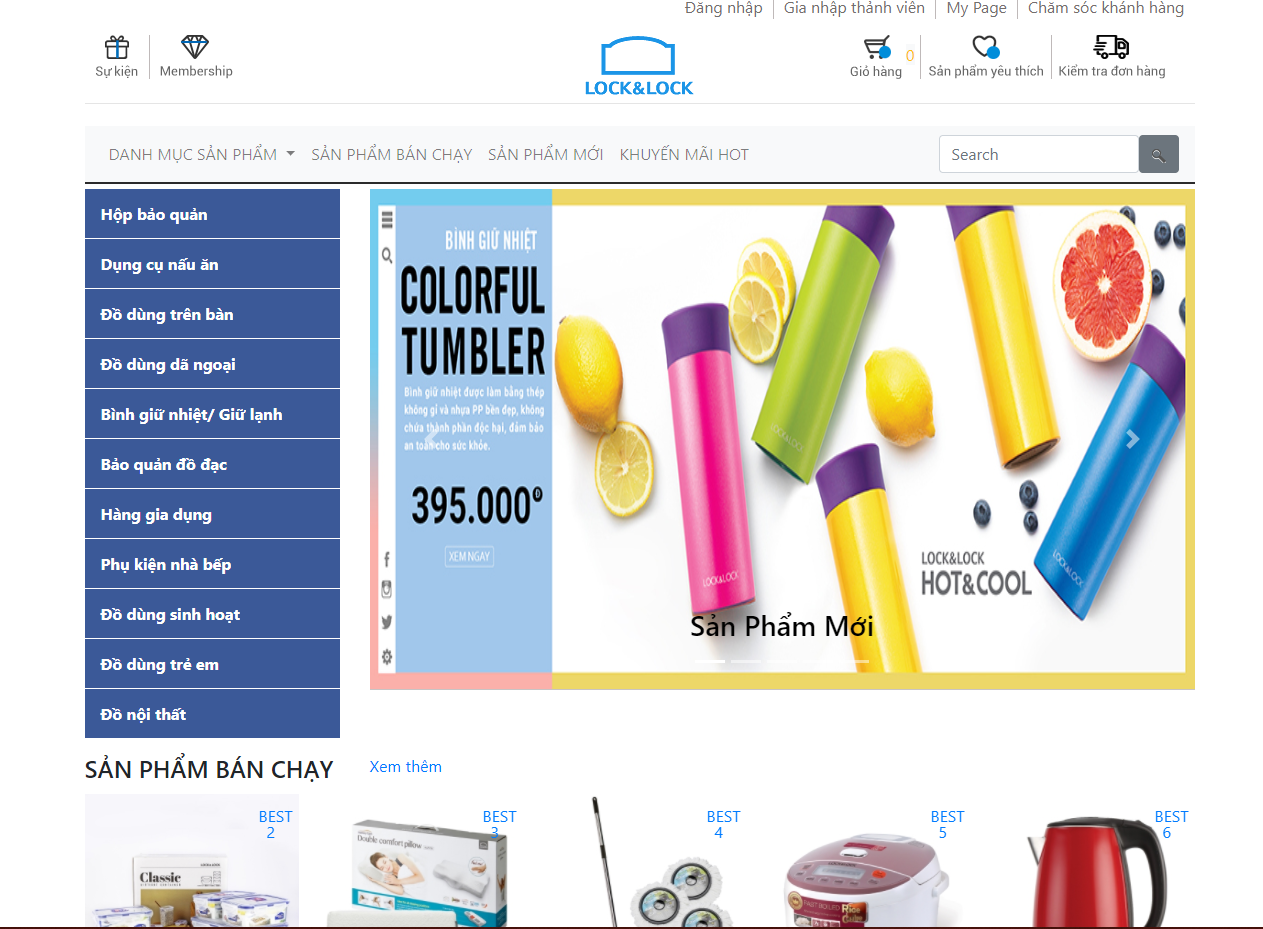 Đăng nhập
Gia nhập thành viên
My Page
Chăm sóc khánh hàng
Sự kiện
Membership
LOCK&LOCK
Giỏ hàng
0
Sản phẩm yêu thích
Kiểm tra đơn hàng
DANH MỤC SẢN PHẨM
SẢN PHẨM BÁN CHẠY
SẢN PHẨM MỚI
KHUYẾN MÃI HOT
Search
Hộp bảo quản
Dụng cụ nấu ăn
Đồ dùng trên bàn
Đồ dùng dã ngoại
Bình giữ nhiệt/ Giữ lạnh
Bảo quản đồ đạc
Hàng gia dụng
Phụ kiện nhà bếp
Đồ dùng sinh hoạt
Đồ dùng trẻ em
Đồ nội thất
BÌNH GIỮ NHIỆT
COLORFUL
TUMBLER
Bình giữ nhiệt được làm bằng thép
không gỉ và nhựa PP bền đẹp, không
chứa thành phần độc hại, đảm bảo
an toàn cho sức khỏe.
395.000Đ
XEM NGAY
LOCK&LOCK
LOCK&LOCK
LOCK&LOCK
LOCK&LOCK
HOT&COOL
Sản Phẩm Mới
SẢN PHẨM BÁN CHẠY
Xem thêm
BEST
2
Classic
BEST
3
Double comfort pillow
BEST
4
BEST
5
Rice
BEST
6